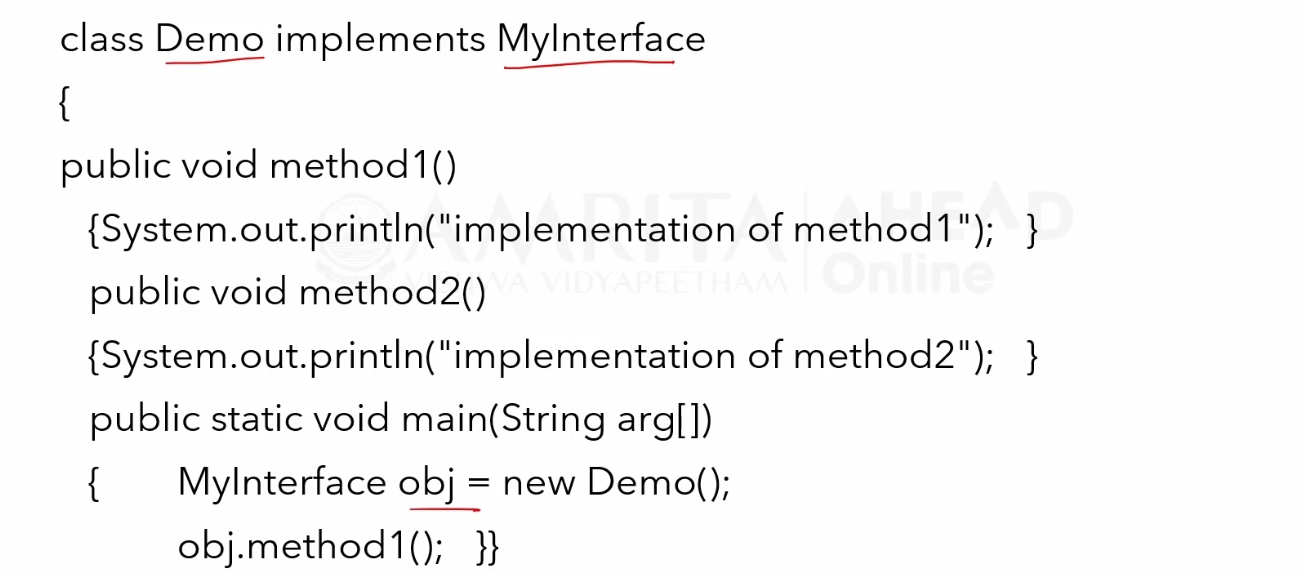 class Demo implements MyInterface
{
public void method1()
{System.out.println("implementation of method1"); }
public void method2()
{System.out.println("implementation of method2"); }
public static void main(String arg[])
{ MyInterface obj = new Demo();
obj.method1(); }}
AMRITA AHEAD
VISHWA VIDYAPEETHAM Online